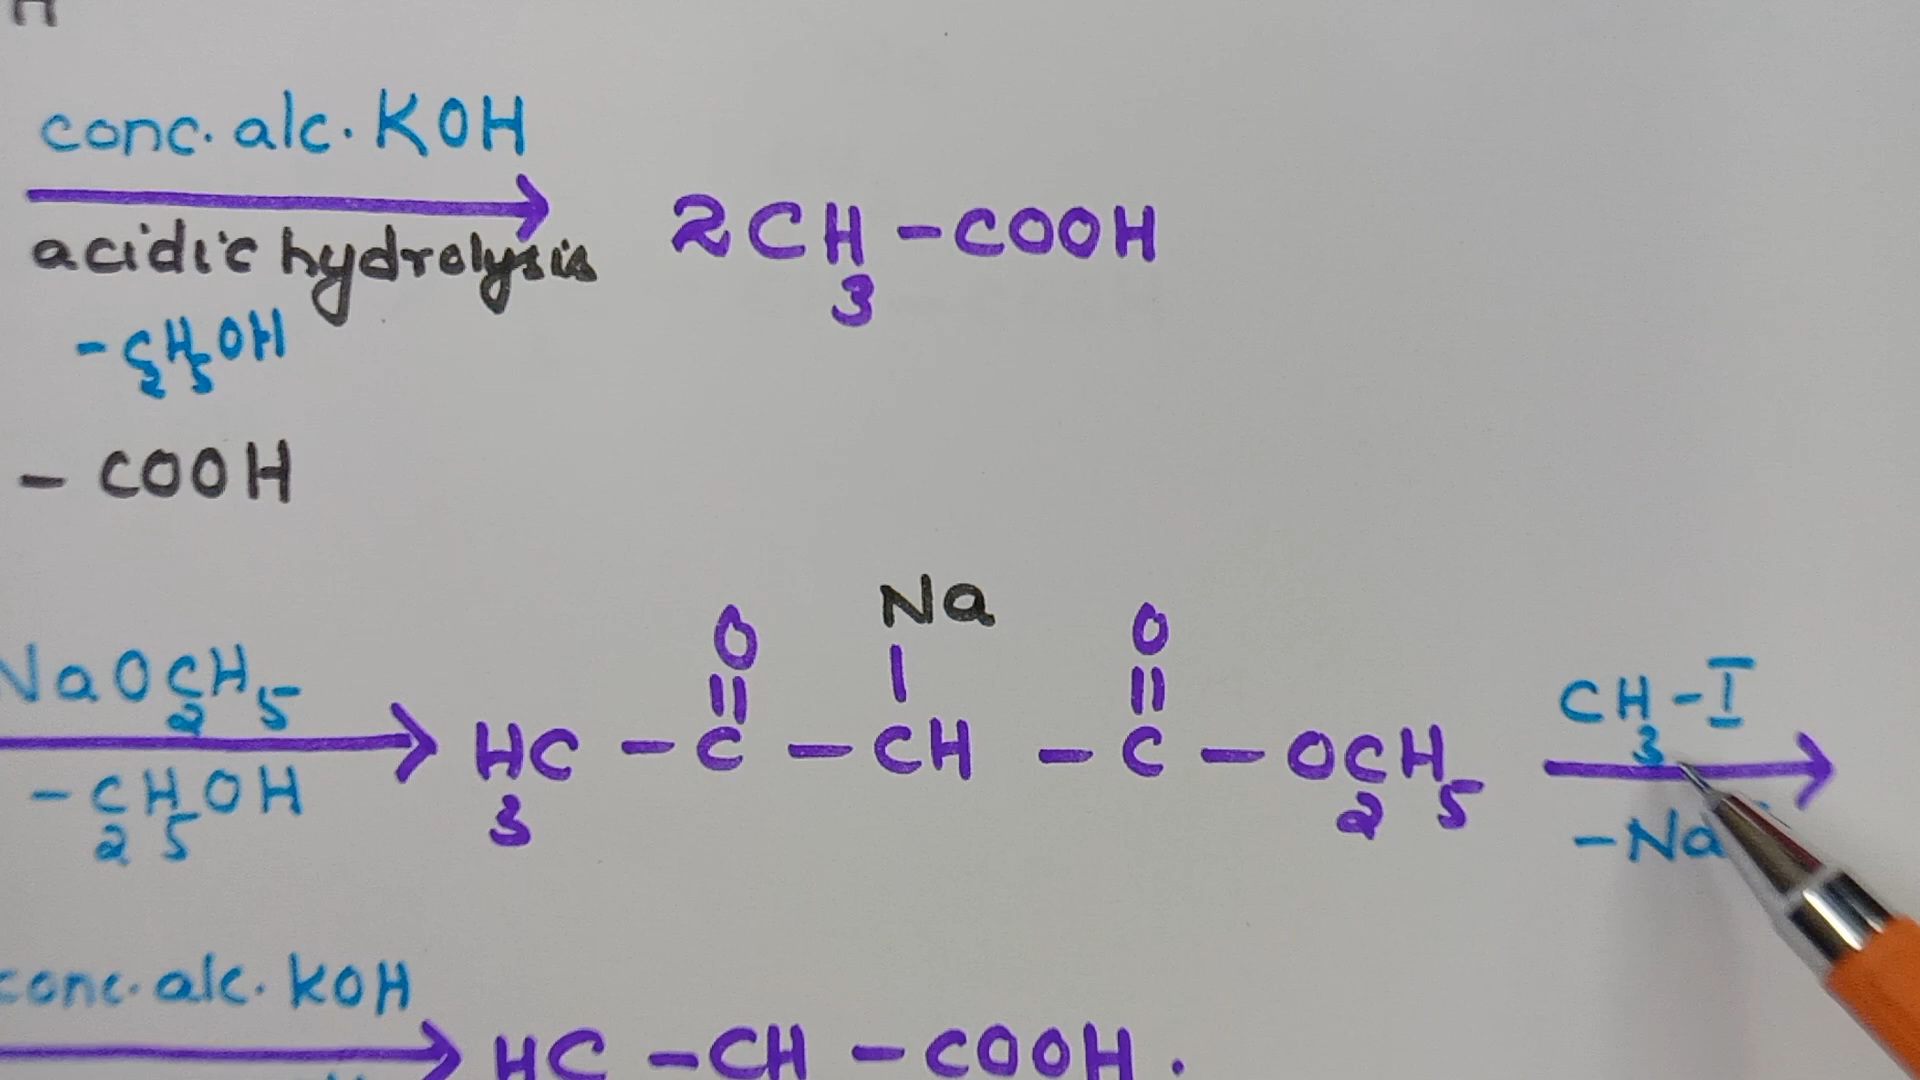 H
conc. alc. KOH
acidic hydrolysis
2CH3 - COOH
- C2H5OH
- COOH
Na
O O
|| | ||
NaOC2H5 CH3 - I
H3C - C - CH - C - OC2H5
- C2H5OH - Na
conc. alc. KOH
HC - CH - COOH.